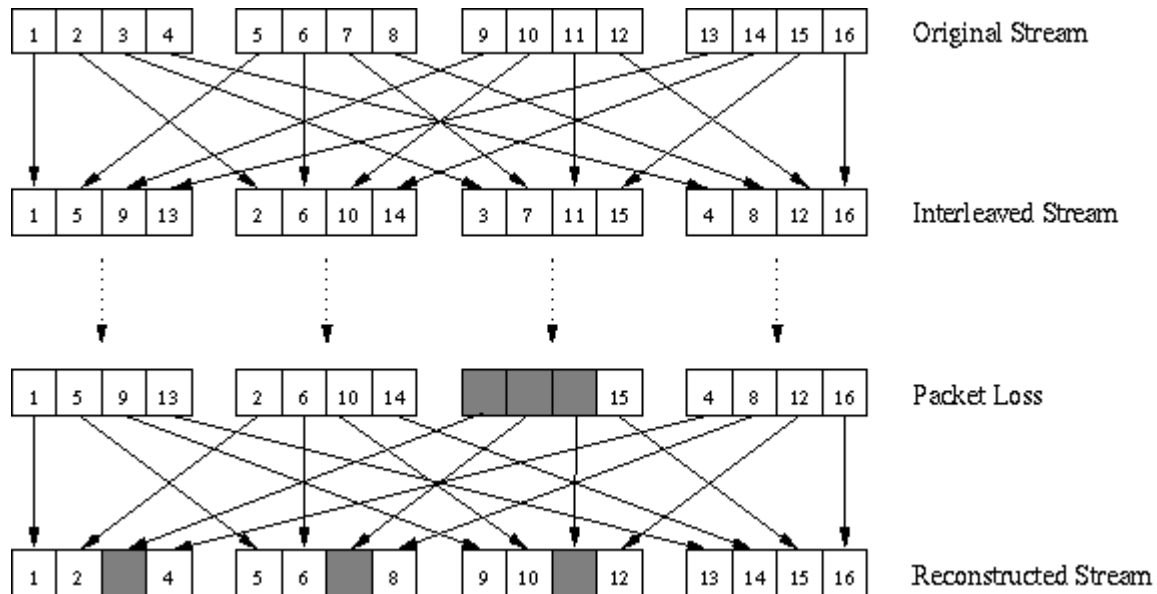 1 2 3 4 5 6 7 8 9 10 11 12 13 14 15 16 Original Stream
1 5 9 13 2 6 10 14 3 7 11 15 4 8 12 16 Interleaved Stream
1 5 9 13 2 6 10 14 15 4 8 12 16 Packet Loss
1 2 4 5 6 8 9 10 12 13 14 15 16 Reconstructed Stream